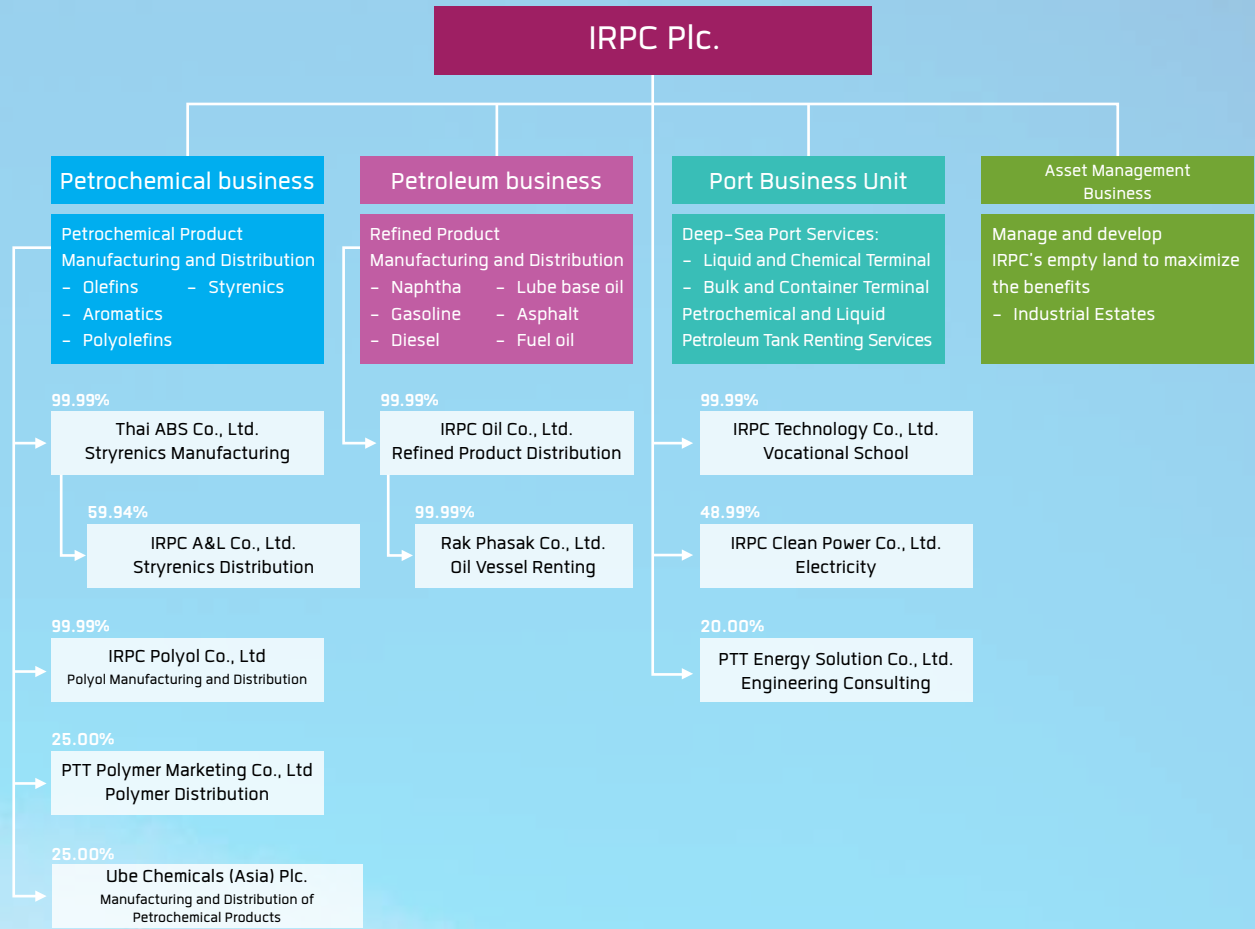 IRPC Plc.
Petrochemical business
Petrochemical Product
Manufacturing and Distribution
– Olefins – Styrenics
– Aromatics
– Polyolefins
99.99%
Thai ABS Co., Ltd.
Stryrenics Manufacturing
59.94%
IRPC A&L Co., Ltd.
Stryrenics Distribution
99.99%
IRPC Polyol Co., Ltd
Polyol Manufacturing and Distribution
25.00%
PTT Polymer Marketing Co., Ltd
Polymer Distribution
25.00%
Ube Chemicals (Asia) Plc.
Manufacturing and Distribution of
Petrochemical Products
Petroleum business
Refined Product
Manufacturing and Distribution
– Naphtha – Lube base oil
– Gasoline – Asphalt
– Diesel – Fuel oil
99.99%
IRPC Oil Co., Ltd.
Refined Product Distribution
99.99%
Rak Phasak Co., Ltd.
Oil Vessel Renting
Port Business Unit
Deep-Sea Port Services:
– Liquid and Chemical Terminal
– Bulk and Container Terminal
Petrochemical and Liquid
Petroleum Tank Renting Services
99.99%
IRPC Technology Co., Ltd.
Vocational School
48.99%
IRPC Clean Power Co., Ltd.
Electricity
20.00%
PTT Energy Solution Co., Ltd.
Engineering Consulting
Asset Management
Business
Manage and develop
IRPC's empty land to maximize
the benefits
– Industrial Estates